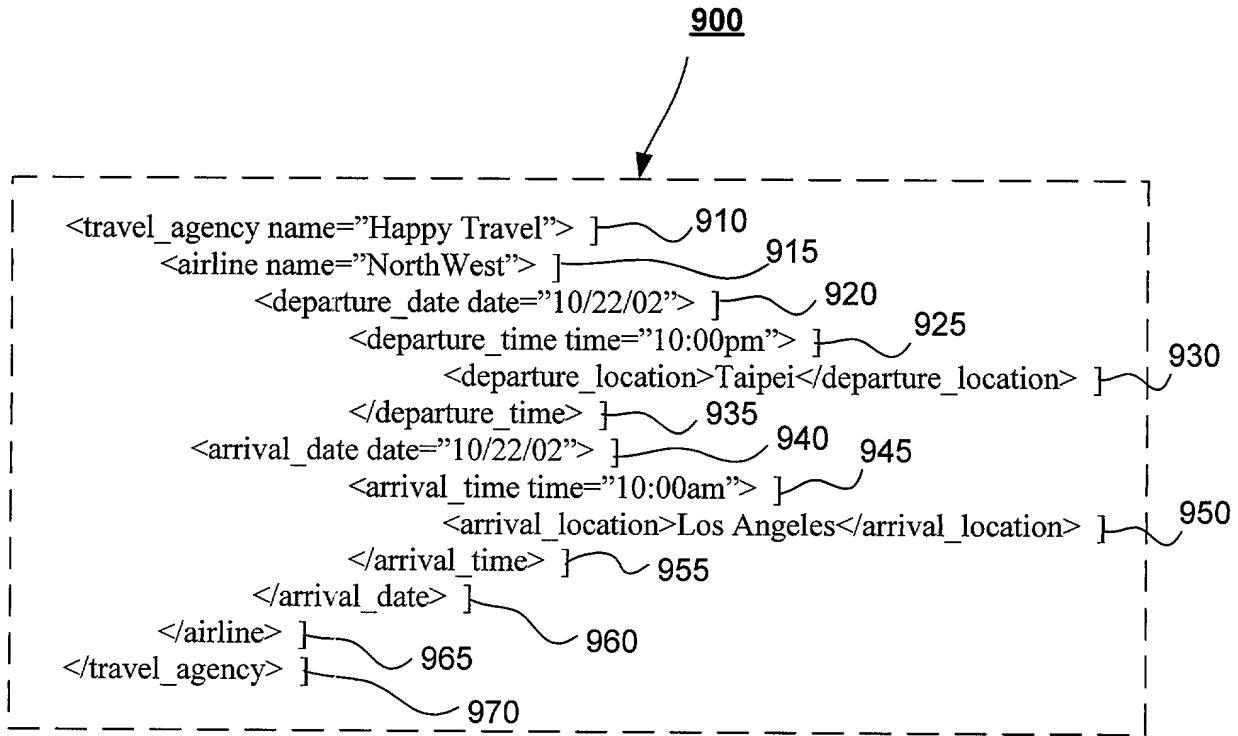 900
<travel_agency name=”Happy Travel”> ] 910
<airline name=”NorthWest”> ] 915
<departure_date date=”10/22/02”> ] 920
<departure_time time=”10:00pm”> ] 925
<departure_location>Taipei</departure_location> ] 930
</departure_time> ] 935
<arrival_date date=”10/22/02”> ] 940
<arrival_time time=”10:00am”> ] 945
<arrival_location>Los Angeles</arrival_location> ] 950
</arrival_time> ] 955
</arrival_date> ] 960
</airline> ] 965
</travel_agency> ] 970